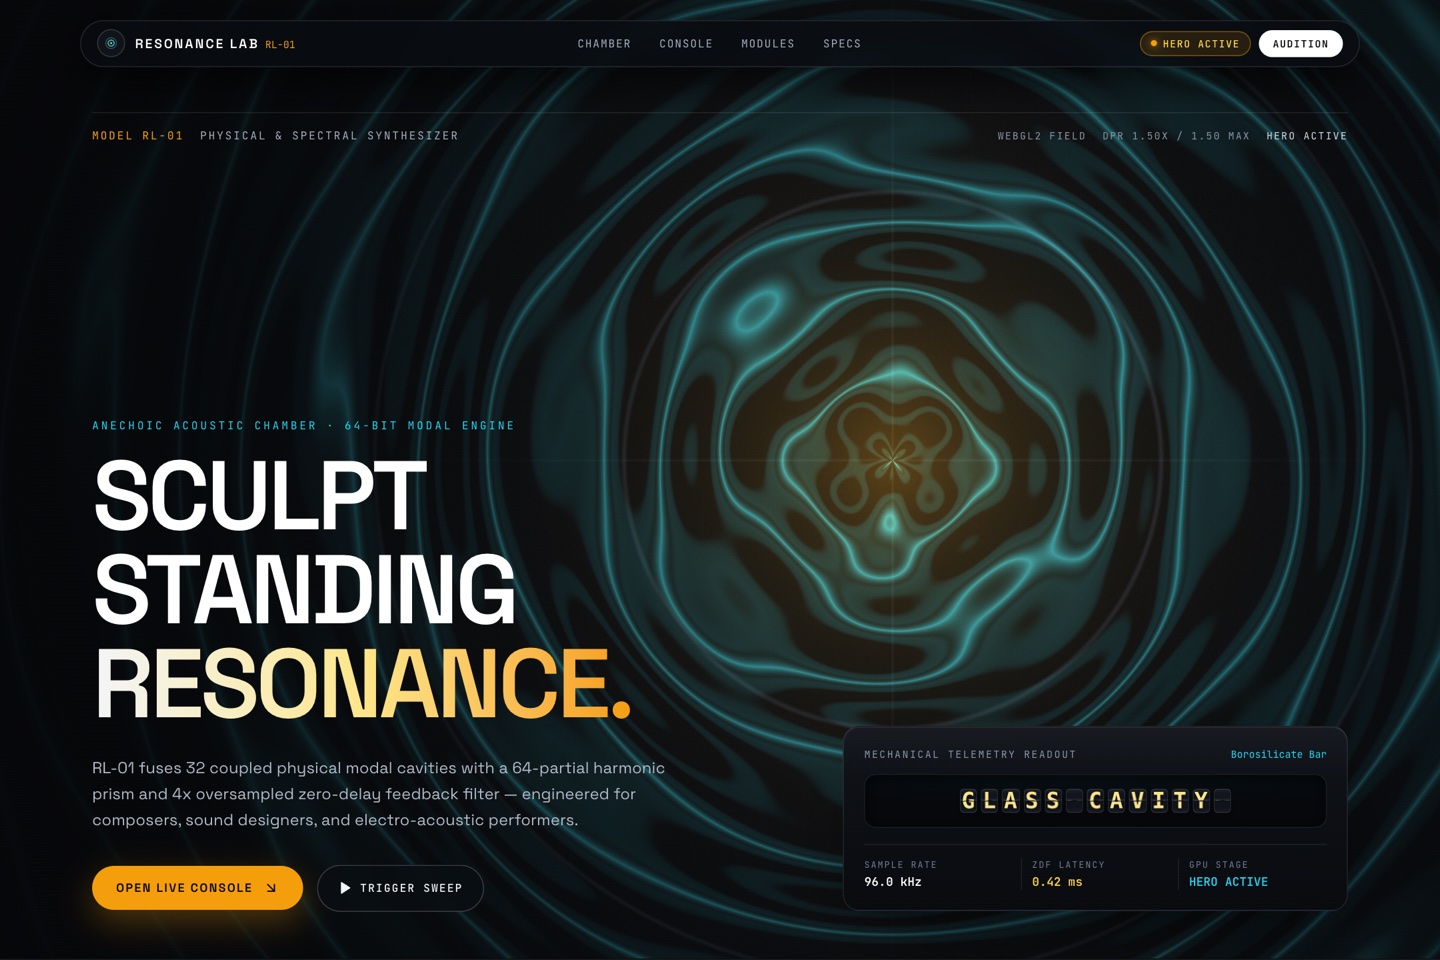 RESONANCE LAB RL-01
CHAMBER CONSOLE MODULES SPECS
HERO ACTIVE
AUDITION
MODEL RL-01 PHYSICAL & SPECTRAL SYNTHESIZER
WEBGL2 FIELD DPR 1.50X / 1.50 MAX HERO ACTIVE
ANECHOIC ACOUSTIC CHAMBER · 64-BIT MODAL ENGINE
SCULPT
STANDING
RESONANCE.
RL-01 fuses 32 coupled physical modal cavities with a 64-partial harmonic
prism and 4x oversampled zero-delay feedback filter — engineered for
composers, sound designers, and electro-acoustic performers.
OPEN LIVE CONSOLE
TRIGGER SWEEP
MECHANICAL TELEMETRY READOUT
Borosilicate Bar
GLASS CAVITY
SAMPLE RATE
96.0 kHz
ZDF LATENCY
0.42 ms
GPU STAGE
HERO ACTIVE